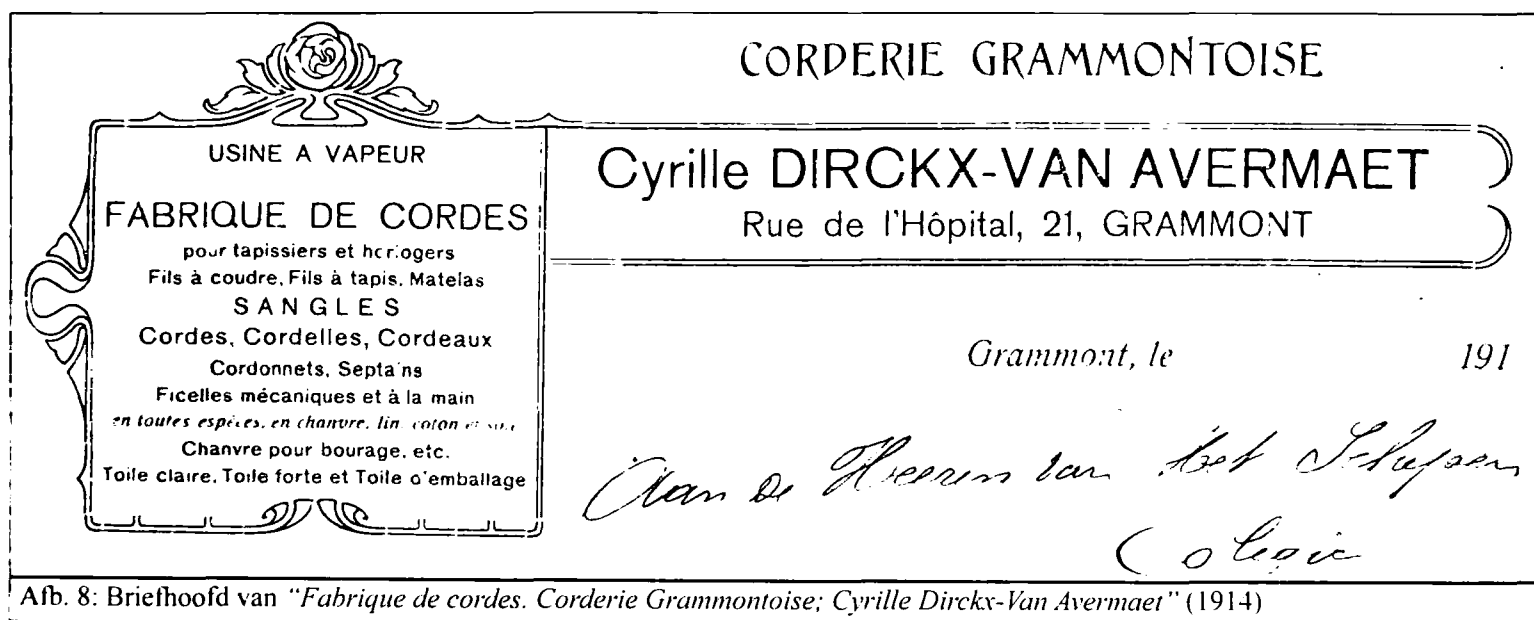 CORDERIE GRAMMONTOISE
Cyrille DIRCKX-VAN AVERMAET
Rue de l'Hôpital, 21, GRAMMONT
USINE A VAPEUR
FABRIQUE DE CORDES
pour tapissiers et horlogers
Fils à coudre, Fils à tapis, Matelas
SANGLES
Cordes, Cordelles, Cordeaux
Cordonnets, Septains
Ficelles mécaniques et à la main
en toutes espèces, en chanvre, lin, coton et
Chanvre pour bourage, etc.
Toile claire, Toile forte et Toile d'emballage
Grammont, le 191
Aan de Heeren van het Schepen
Colegie
Afb. 8: Briefhoofd van "Fabrique de cordes. Corderie Grammontoise; Cyrille Dirckx-Van Avermaet" (1914)